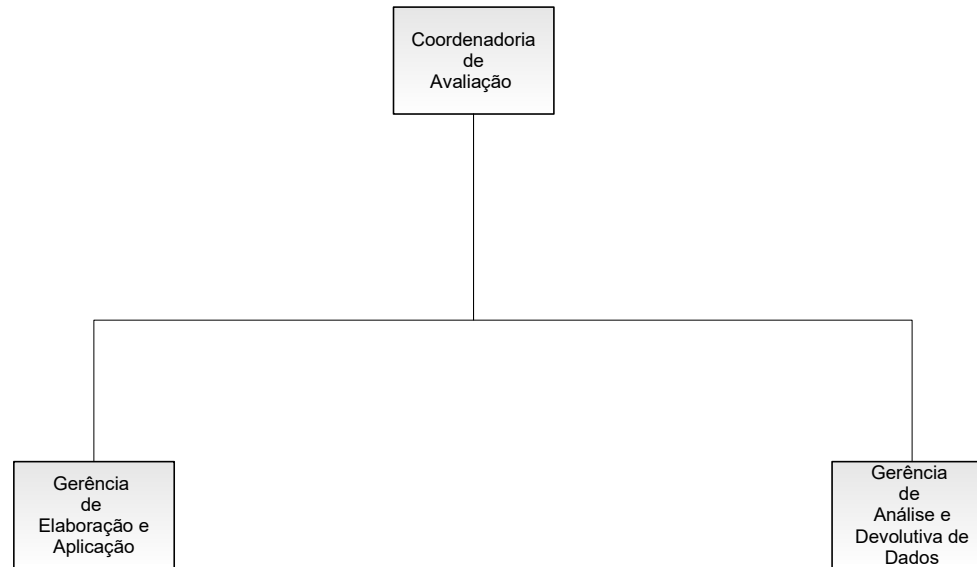 Coordenadoria
de
Avaliação
Gerência
de
Elaboração e
Aplicação
Gerência
de
Análise e
Devolutiva de
Dados